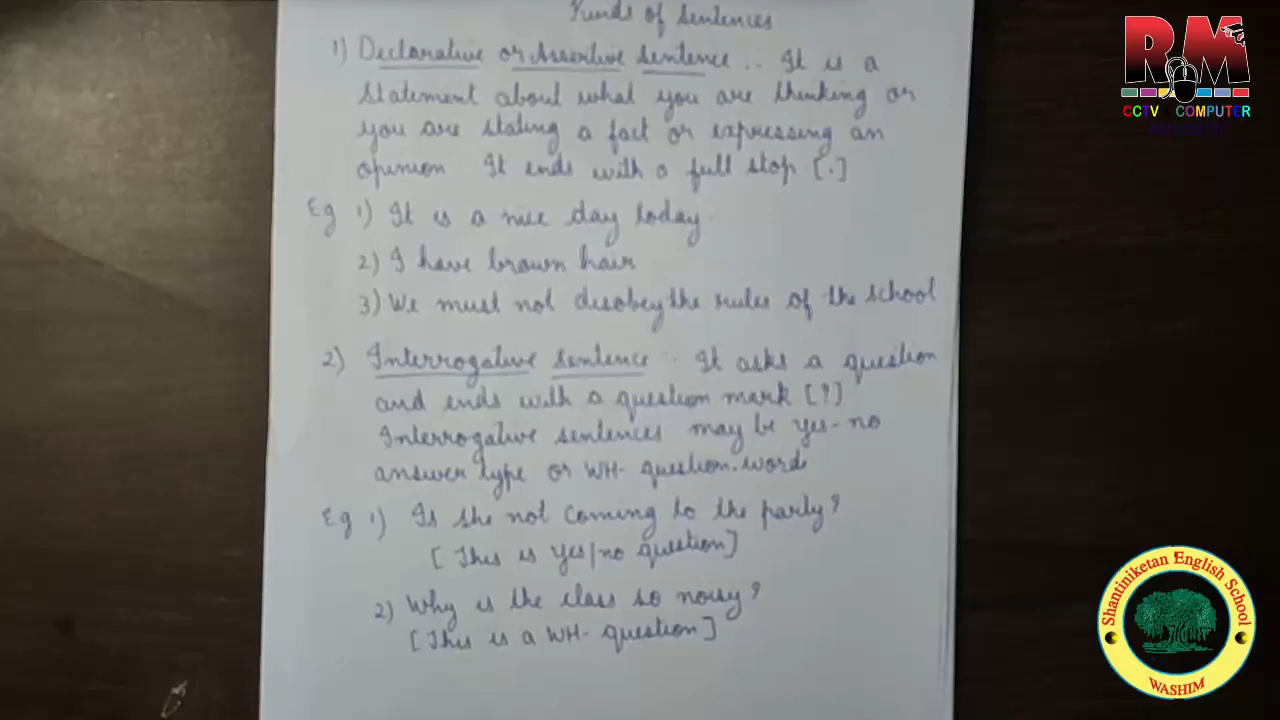 Kinds of Sentences
1) Declarative or Assertive Sentence .. It is a
statement about what you are thinking or
you are stating a fact or expressing an
opinion It ends with a full stop [.]
Eg 1) It is a nice day today.
2) I have brown hair
3) We must not disobey the rules of the school
2) Interrogative sentence .. It asks a question
and ends with a question mark [?]
Interrogative sentences may be yes-no
answer type or WH- question.word
Eg 1) Is she not coming to the party?
[This is yes/no question]
2) Why is the class so noisy?
[This is a WH- question]
RM
CCTV COMPUTER
Shantiniketan English School
WASHIM